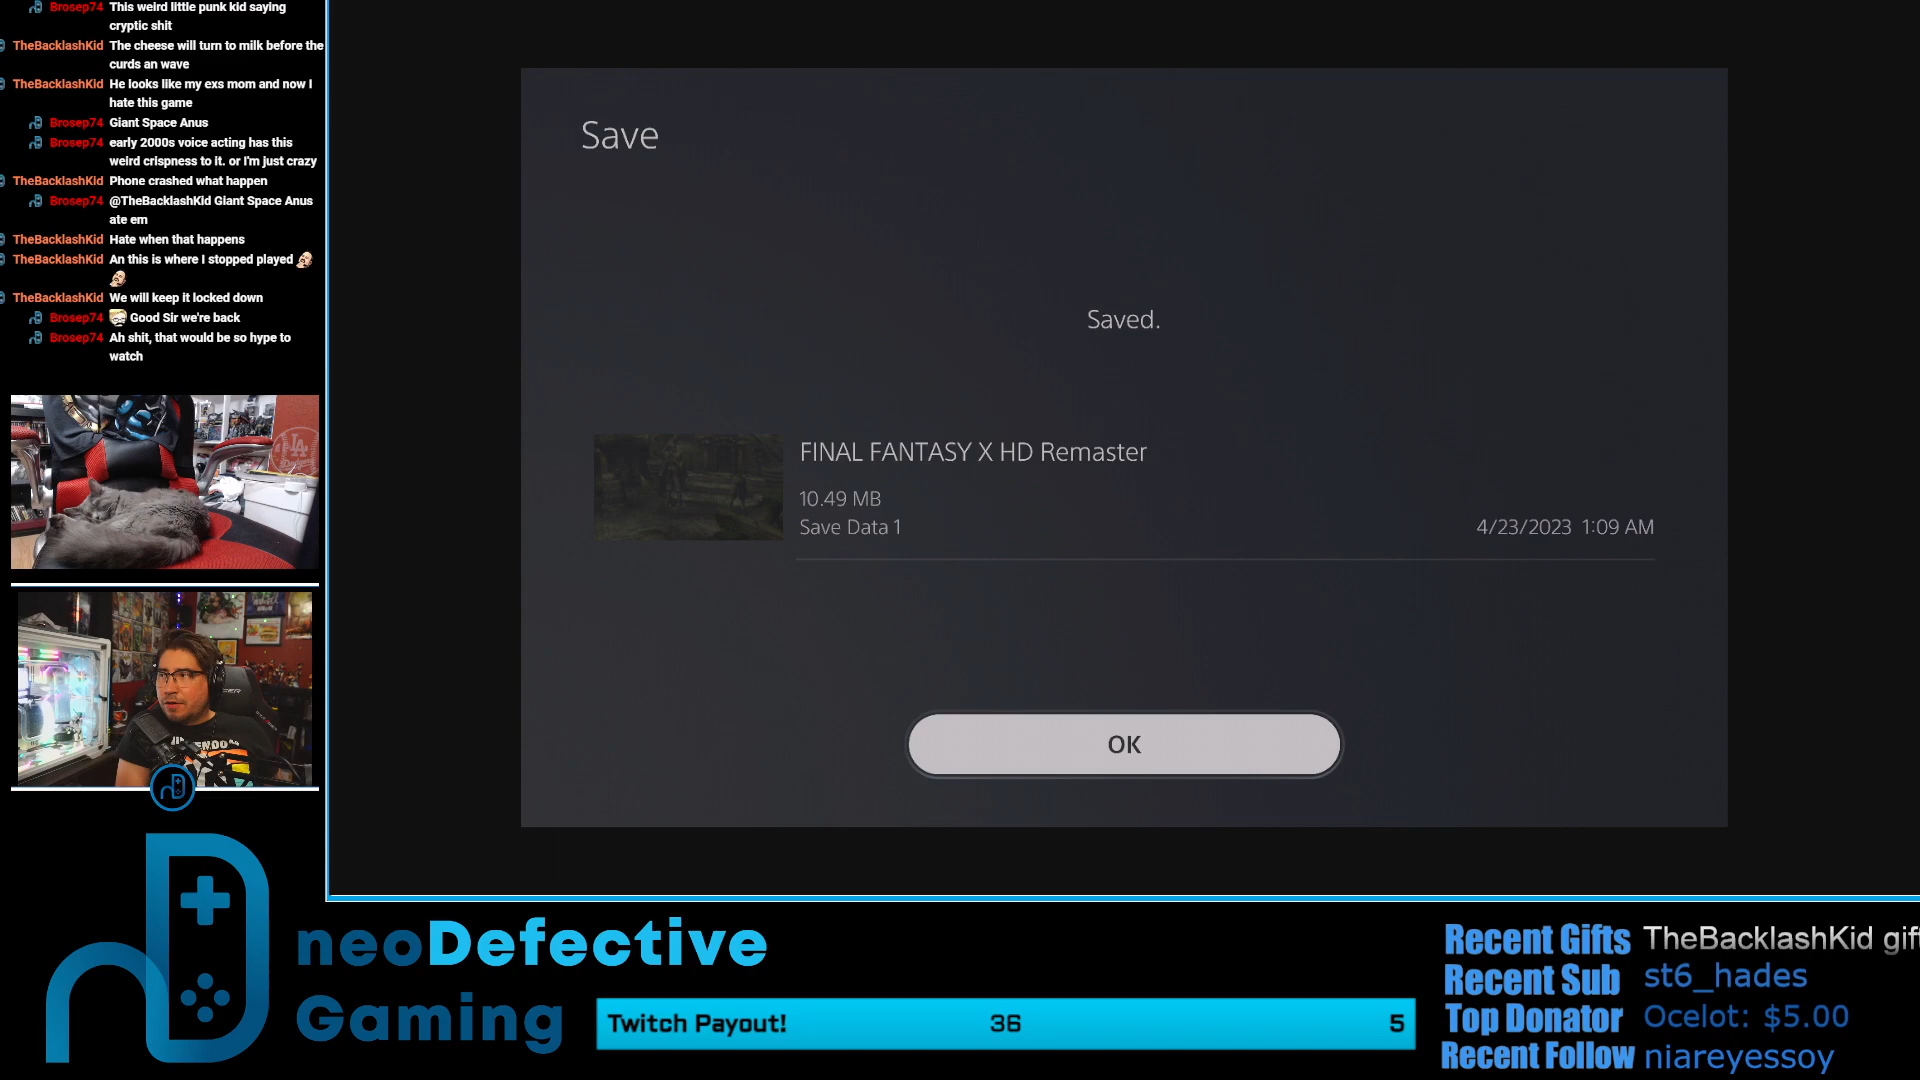 Brosep74 This weird little punk kid saying
cryptic shit
TheBacklashKid The cheese will turn to milk before the
curds an wave
TheBacklashKid He looks like my exs mom and now I
hate this game
Brosep74 Giant Space Anus
Brosep74 early 2000s voice acting has this
weird crispness to it. or I'm just crazy
TheBacklashKid Phone crashed what happen
Brosep74 @TheBacklashKid Giant Space Anus
ate em
TheBacklashKid Hate when that happens
TheBacklashKid An this is where I stopped played
TheBacklashKid We will keep it locked down
Brosep74 Good Sir we're back
Brosep74 Ah shit, that would be so hype to
watch
Save
Saved.
FINAL FANTASY X HD Remaster
10.49 MB
Save Data 1
4/23/2023 1:09 AM
OK
LA
neoDefective
Gaming
Twitch Payout! 36 5
Recent Gifts TheBacklashKid gif
Recent Sub st6_hades
Top Donator Ocelot: $5.00
Recent Follow niareyessoy